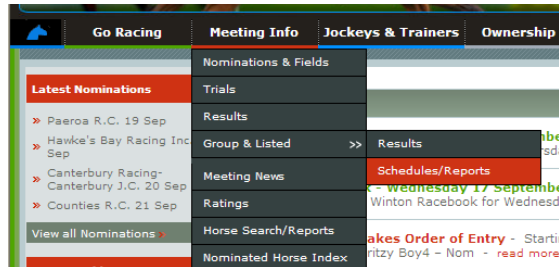 Go Racing Meeting Info Jockeys & Trainers Ownership
Latest Nominations
» Paeroa R.C. 19 Sep
» Hawke's Bay Racing Inc.
Sep
» Canterbury Racing-
Canterbury J.C. 20 Sep
» Counties R.C. 21 Sep
View all Nominations »
Nominations & Fields
Trials
Results
Group & Listed >>
Meeting News
Ratings
Horse Search/Reports
Nominated Horse Index
Results
Schedules/Reports
- Wednesday 17 Septembe
Winton Racebook for Wednesd
akes Order of Entry - Starti
ritzy Boy4 – Nom - read more